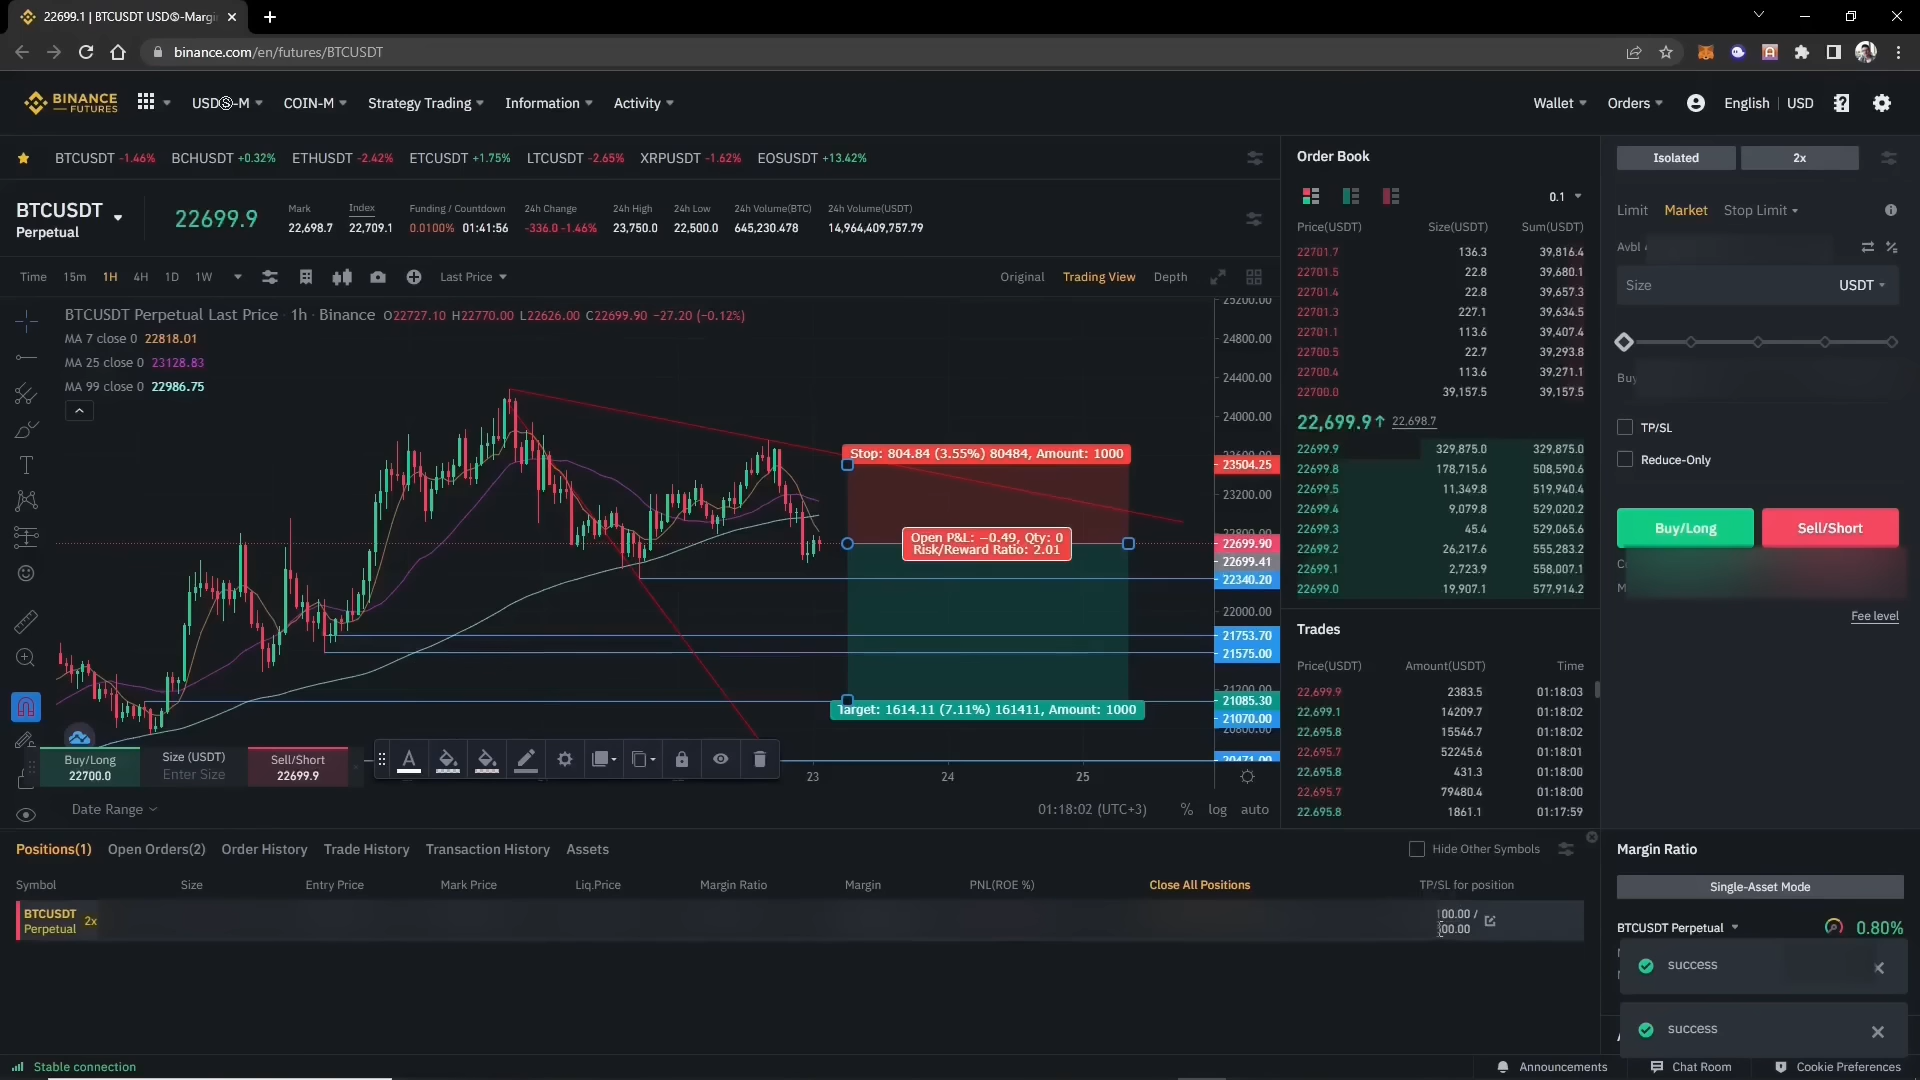 22699.1 | BTCUSDT USDⓈ-Margi
binance.com/en/futures/BTCUSDT
BINANCE
FUTURES
USDⓈ-M
COIN-M
Strategy Trading
Information
Activity
Wallet
Orders
English
USD
BTCUSDT -1.46%
BCHUSDT +0.32%
ETHUSDT -2.42%
ETCUSDT +1.75%
LTCUSDT -2.65%
XRPUSDT -1.62%
EOSUSDT +13.42%
BTCUSDT
Perpetual
22699.9
Mark
22,698.7
Index
22,709.1
Funding / Countdown
0.0100% 01:41:56
24h Change
-336.0 -1.46%
24h High
23,750.0
24h Low
22,500.0
24h Volume(BTC)
645,230.478
24h Volume(USDT)
14,964,409,757.79
Time 15m 1H 4H 1D 1W
Last Price
Original
Trading View
Depth
BTCUSDT Perpetual Last Price · 1h · Binance O22727.10 H22770.00 L22626.00 C22699.90 −27.20 (−0.12%)
MA 7 close 0 22818.01
MA 25 close 0 23128.83
MA 99 close 0 22986.75
Stop: 804.84 (3.55%) 80484, Amount: 1000
Open P&L: −0.49, Qty: 0
Risk/Reward Ratio: 2.01
Target: 1614.11 (7.11%) 161411, Amount: 1000
25200.00
24800.00
24400.00
24000.00
23504.25
23200.00
22800.00
22699.90
22699.41
22340.20
22000.00
21753.70
21575.00
21200.00
21085.30
21070.00
20800.00
20471.00
Buy/Long
22700.0
Size (USDT)
Enter Size
Sell/Short
22699.9
23 24 25
Date Range
01:18:02 (UTC+3)
% log auto
Order Book
0.1
Price(USDT) Size(USDT) Sum(USDT)
22701.7 136.3 39,816.4
22701.5 22.8 39,680.1
22701.4 22.8 39,657.3
22701.3 227.1 39,634.5
22701.1 113.6 39,407.4
22700.5 22.7 39,293.8
22700.4 113.6 39,271.1
22700.0 39,157.5 39,157.5
22,699.9↑ 22,698.7
22699.9 329,875.0 329,875.0
22699.8 178,715.6 508,590.6
22699.5 11,349.8 519,940.4
22699.4 9,079.8 529,020.2
22699.3 45.4 529,065.6
22699.2 26,217.6 555,283.2
22699.1 2,723.9 558,007.1
22699.0 19,907.1 577,914.2
Trades
Price(USDT) Amount(USDT) Time
22,699.9 2383.5 01:18:03
22,699.1 14209.7 01:18:02
22,695.8 15546.7 01:18:02
22,695.7 52245.6 01:18:01
22,695.8 431.3 01:18:00
22,695.7 79480.4 01:18:00
22,695.8 1861.1 01:17:59
Isolated
2x
Limit
Market
Stop Limit
Avbl
Size
USDT
Buy
TP/SL
Reduce-Only
Buy/Long
Sell/Short
Fee level
Positions(1)
Open Orders(2)
Order History
Trade History
Transaction History
Assets
Hide Other Symbols
Symbol
Size
Entry Price
Mark Price
Liq.Price
Margin Ratio
Margin
PNL(ROE %)
Close All Positions
TP/SL for position
BTCUSDT
Perpetual
2x
00.00 /
00.00
Margin Ratio
Single-Asset Mode
BTCUSDT Perpetual
0.80%
success
success
Stable connection
Announcements
Chat Room
Cookie Preferences